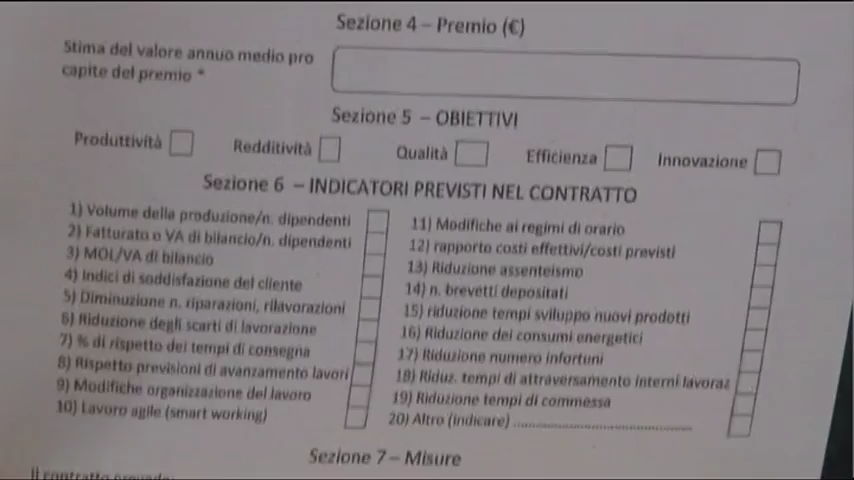 Sezione 4 – Premio (€)
Stima del valore annuo medio pro
capite del premio *
Sezione 5 – OBIETTIVI
Produttività Redditività Qualità Efficienza Innovazione
Sezione 6 – INDICATORI PREVISTI NEL CONTRATTO
1) Volume della produzione/n. dipendenti
2) Fatturato o VA di bilancio/n. dipendenti
3) MOL/VA di bilancio
4) Indici di soddisfazione del cliente
5) Diminuzione n. riparazioni, rilavorazioni
6) Riduzione degli scarti di lavorazione
7) % di rispetto dei tempi di consegna
8) Rispetto previsioni di avanzamento lavori
9) Modifiche organizzazione del lavoro
10) Lavoro agile (smart working)
11) Modifiche ai regimi di orario
12) rapporto costi effettivi/costi previsti
13) Riduzione assenteismo
14) n. brevetti depositati
15) riduzione tempi sviluppo nuovi prodotti
16) Riduzione dei consumi energetici
17) Riduzione numero infortuni
18) Riduz. tempi di attraversamento interni lavoraz
19) Riduzione tempi di commessa
20) Altro (indicare) ........................................
Sezione 7 – Misure
Il contratto prevede: